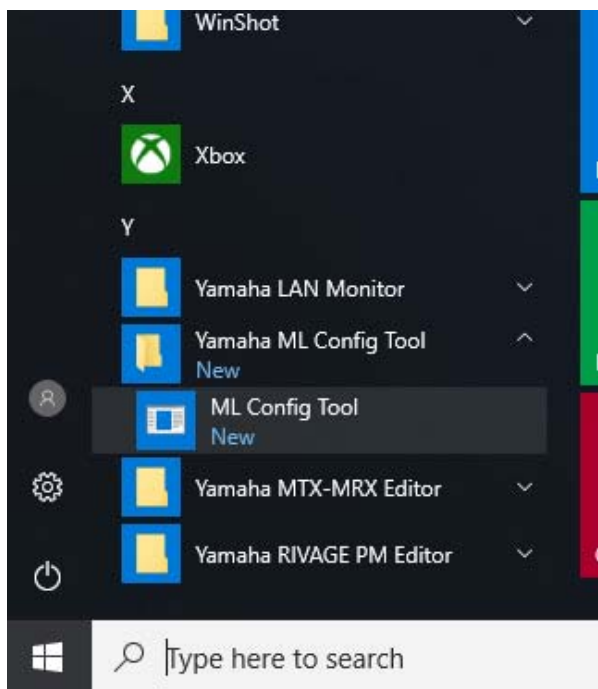 WinShot
X
Xbox
Y
Yamaha LAN Monitor
Yamaha ML Config Tool
New
ML Config Tool
New
Yamaha MTX-MRX Editor
Yamaha RIVAGE PM Editor
Type here to search